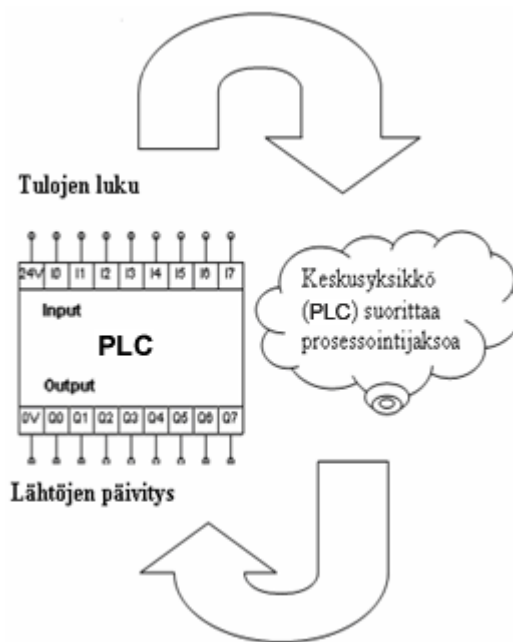 Tulojen luku
24V I0 I1 I2 I3 I4 I5 I6 I7
Input
PLC
Output
0V Q0 Q1 Q2 Q3 Q4 Q5 Q6 Q7
Lähtöjen päivitys
Keskusyksikkö
(PLC) suorittaa
prosessointijaksoa